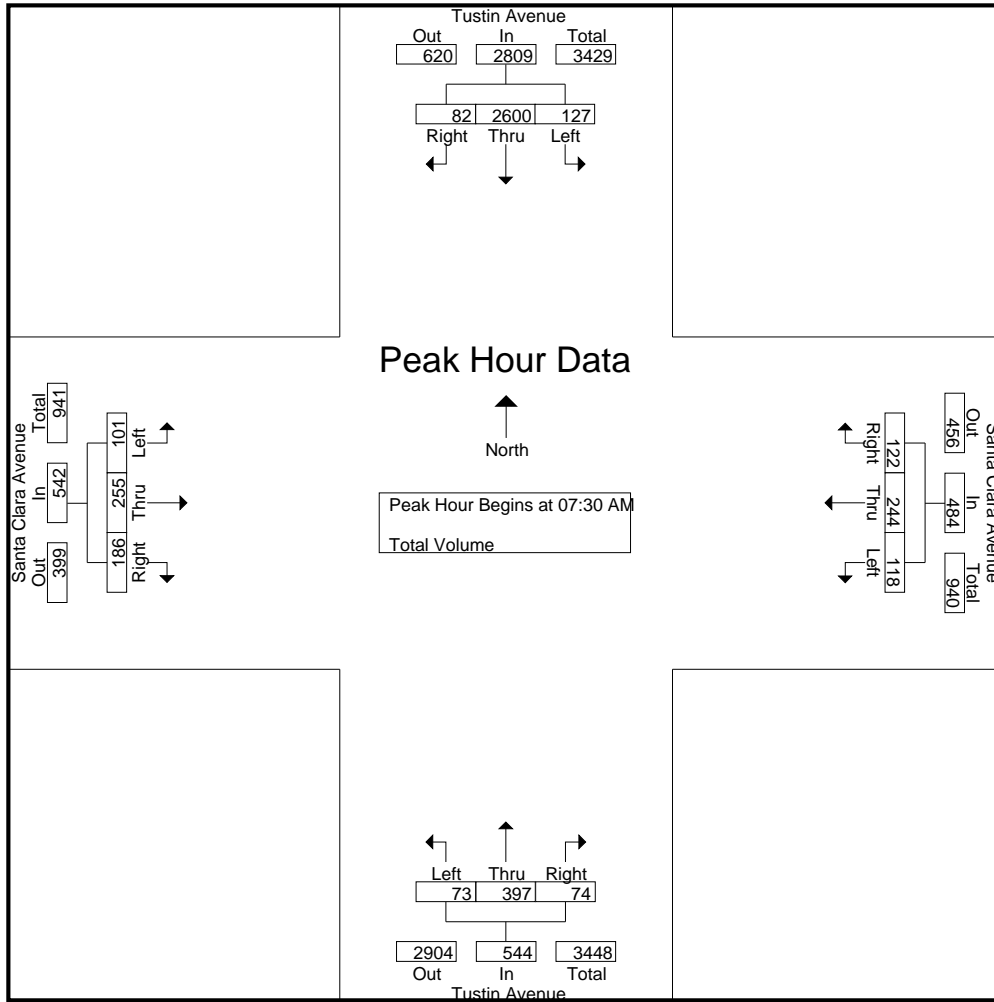 Tustin Avenue
Out In Total
620 2809 3429
82 2600 127
Right Thru Left
Peak Hour Data
North
Peak Hour Begins at 07:30 AM
Total Volume
Santa Clara Avenue
Out In Total
399 542 941
101 255 186
Left Thru Right
Santa Clara Avenue
Out In Total
456 484 940
122 244 118
Right Thru Left
Left Thru Right
73 397 74
2904 544 3448
Out In Total
Tustin Avenue